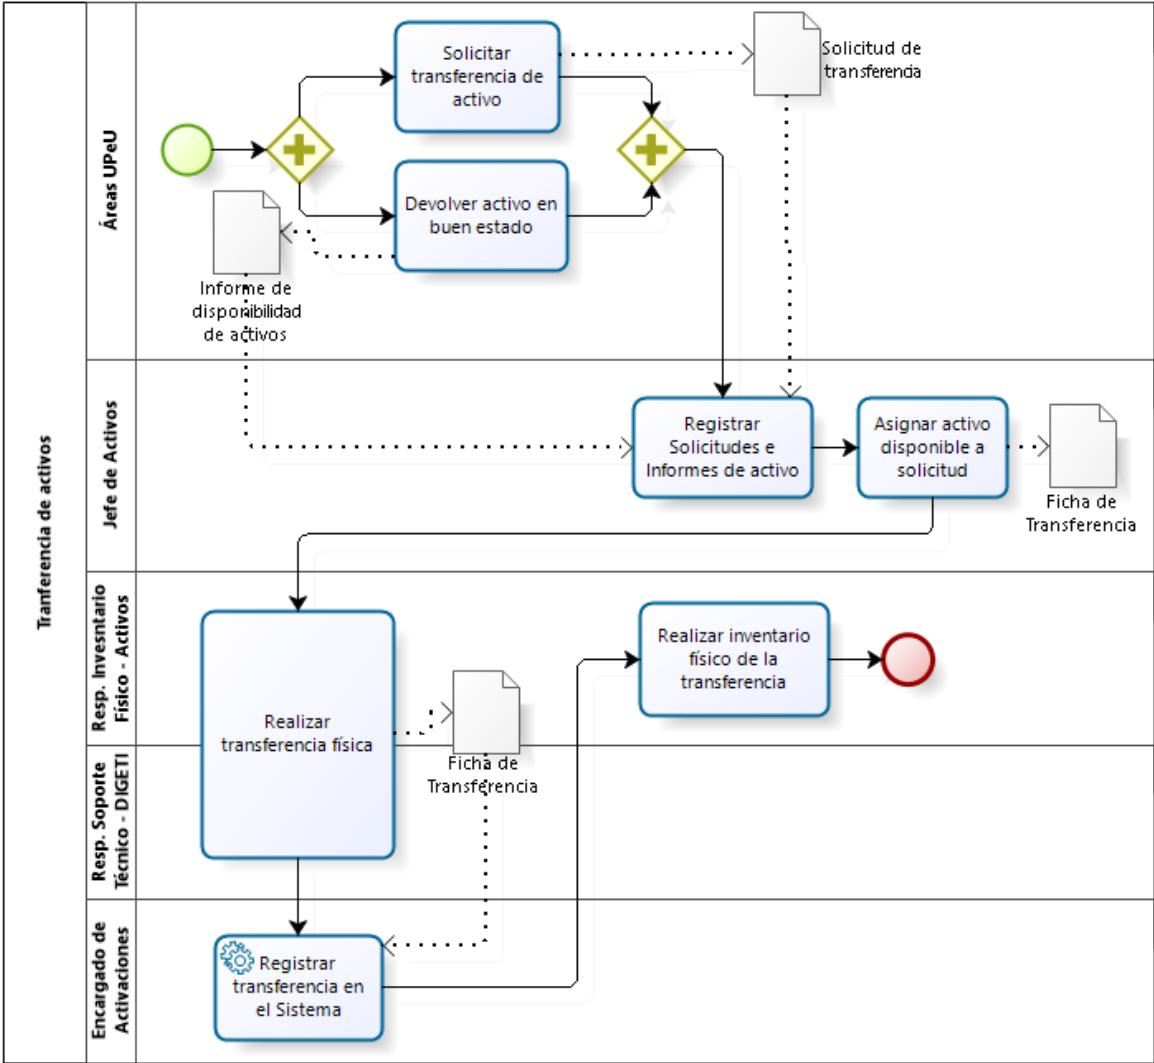 Tranferencia de activos
Áreas UPeU
Solicitar
transferencia de
activo
Solicitud de
transferencia
Devolver activo en
buen estado
Informe de
disponibilidad
de activos
Jefe de Activos
Registrar
Solicitudes e
Informes de activo
Asignar activo
disponible a
solicitud
Ficha de
Transferencia
Resp. Invesntario
Físico - Activos
Realizar
transferencia física
Realizar inventario
físico de la
transferencia
Ficha de
Transferencia
Resp. Soporte
Técnico - DIGETI
Encargado de
Activaciones
Registrar
transferencia en
el Sistema